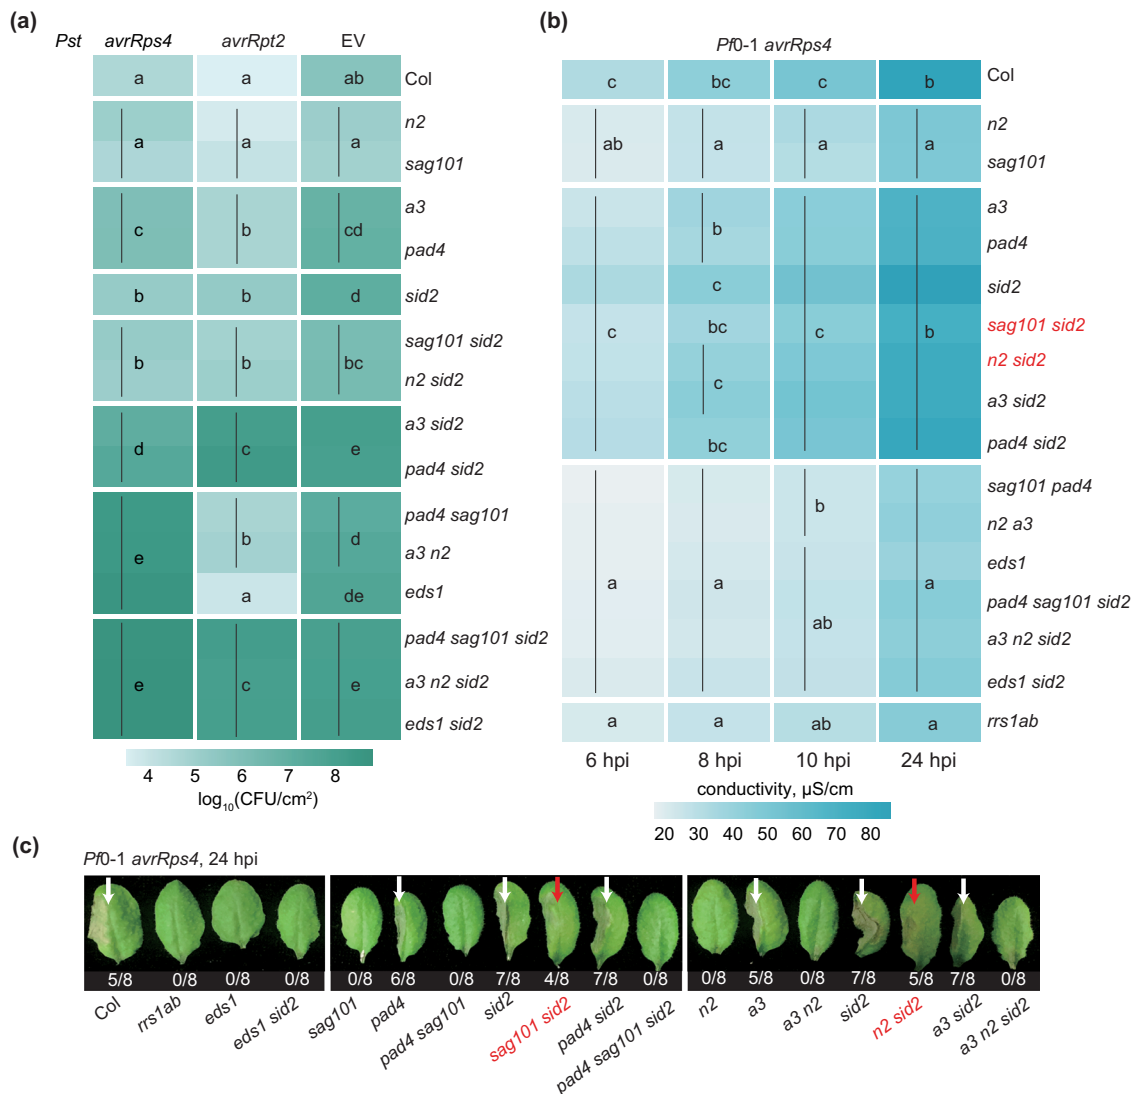 (a)
Pst avrRps4 avrRpt2 EV
a a ab Col
n2
a a a
sag101
a3
c b cd
pad4
b b d sid2
sag101 sid2
b b bc
n2 sid2
a3 sid2
d c e
pad4 sid2
pad4 sag101
b d
a3 n2
e
a de eds1
pad4 sag101 sid2
e c e a3 n2 sid2
eds1 sid2
4 5 6 7 8
log10(CFU/cm2)
(b)
Pf0-1 avrRps4
c bc c b Col
n2
ab a a a
sag101
a3
b
pad4
c sid2
c bc c b sag101 sid2
n2 sid2
c
a3 sid2
bc pad4 sid2
sag101 pad4
b
n2 a3
eds1
a a a
pad4 sag101 sid2
ab
a3 n2 sid2
eds1 sid2
a a ab a rrs1ab
6 hpi 8 hpi 10 hpi 24 hpi
conductivity, µS/cm
20 30 40 50 60 70 80
(c)
Pf0-1 avrRps4, 24 hpi
5/8 0/8 0/8 0/8 0/8 6/8 0/8 7/8 4/8 7/8 0/8 0/8 5/8 0/8 7/8 5/8 7/8 0/8
Col
rrs1ab
eds1
eds1 sid2
sag101
pad4
pad4 sag101
sid2
sag101 sid2
pad4 sid2
pad4 sag101 sid2
n2
a3
a3 n2
sid2
n2 sid2
a3 sid2
a3 n2 sid2